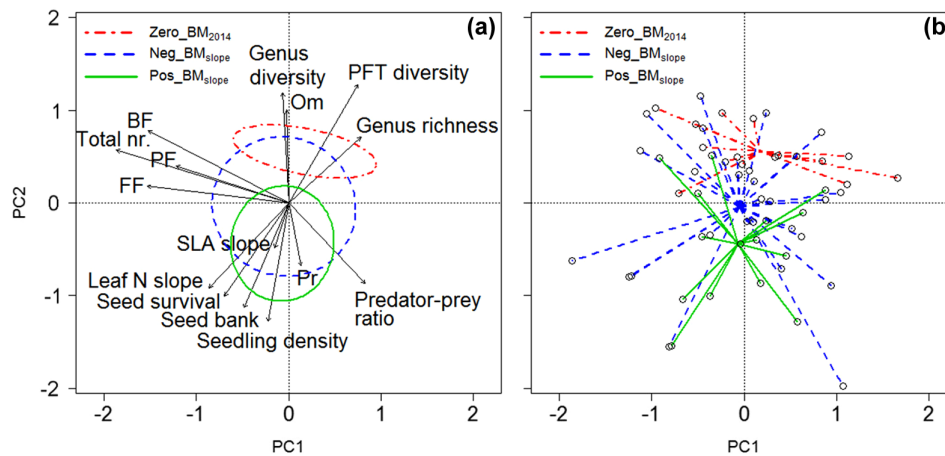 (a)
Zero_BM2014
Neg_BMslope
Pos_BMslope
Genus
diversity
PFT diversity
Om
BF
Genus richness
Total nr.
PF
FF
SLA slope
Leaf N slope
Pr
Seed survival
Predator-prey
ratio
Seed bank
Seedling density
2
1
0
-1
-2
PC2
-2
-1
0
1
2
PC1
(b)
Zero_BM2014
Neg_BMslope
Pos_BMslope
-2
-1
0
1
2
PC1